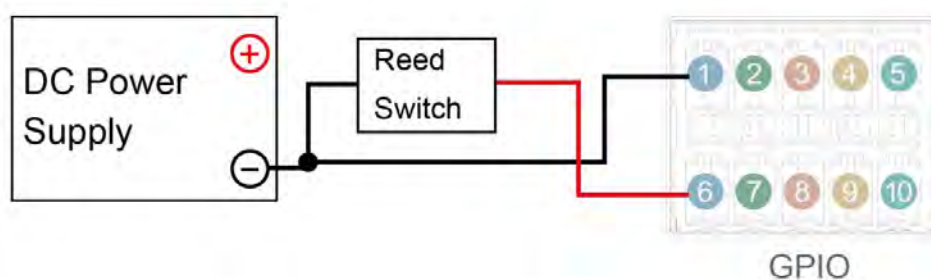 DC Power
Supply
+
−
Reed
Switch
1 2 3 4 5
6 7 8 9 10
GPIO